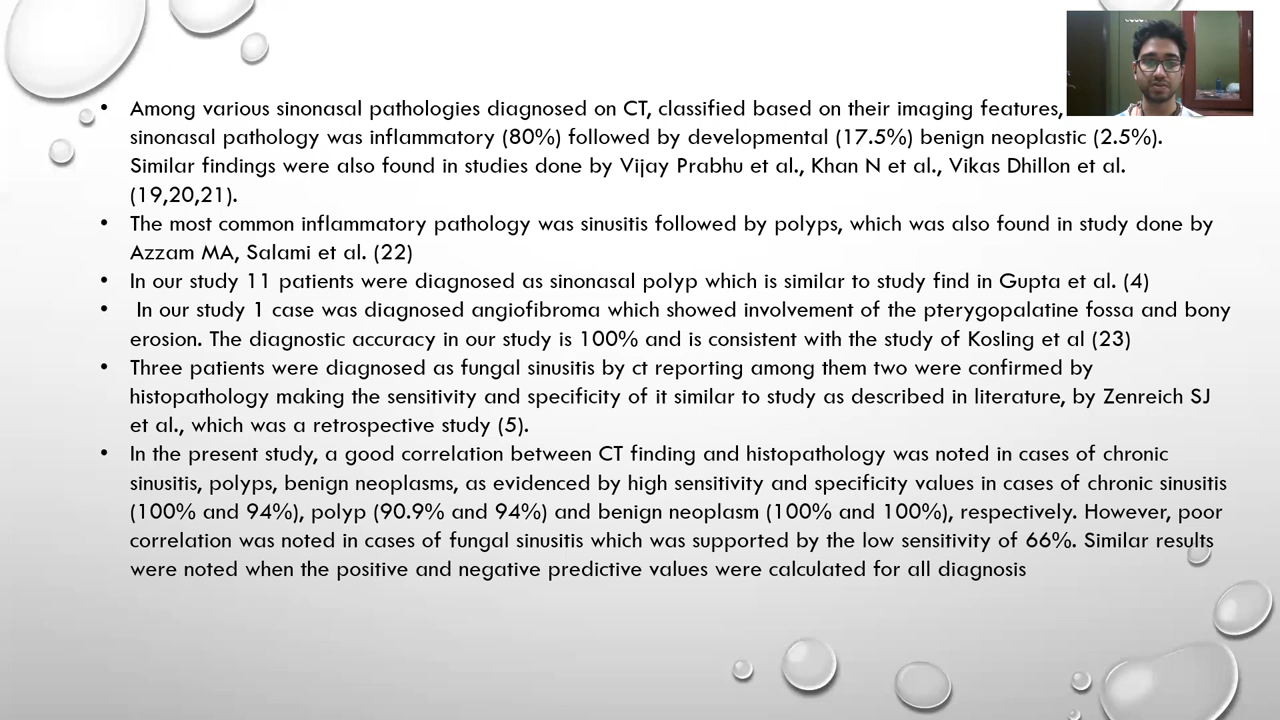 • Among various sinonasal pathologies diagnosed on CT, classified based on their imaging features,
sinonasal pathology was inflammatory (80%) followed by developmental (17.5%) benign neoplastic (2.5%).
Similar findings were also found in studies done by Vijay Prabhu et al., Khan N et al., Vikas Dhillon et al.
(19,20,21).
• The most common inflammatory pathology was sinusitis followed by polyps, which was also found in study done by
Azzam MA, Salami et al. (22)
• In our study 11 patients were diagnosed as sinonasal polyp which is similar to study find in Gupta et al. (4)
• In our study 1 case was diagnosed angiofibroma which showed involvement of the pterygopalatine fossa and bony
erosion. The diagnostic accuracy in our study is 100% and is consistent with the study of Kosling et al (23)
• Three patients were diagnosed as fungal sinusitis by ct reporting among them two were confirmed by
histopathology making the sensitivity and specificity of it similar to study as described in literature, by Zenreich SJ
et al., which was a retrospective study (5).
• In the present study, a good correlation between CT finding and histopathology was noted in cases of chronic
sinusitis, polyps, benign neoplasms, as evidenced by high sensitivity and specificity values in cases of chronic sinusitis
(100% and 94%), polyp (90.9% and 94%) and benign neoplasm (100% and 100%), respectively. However, poor
correlation was noted in cases of fungal sinusitis which was supported by the low sensitivity of 66%. Similar results
were noted when the positive and negative predictive values were calculated for all diagnosis